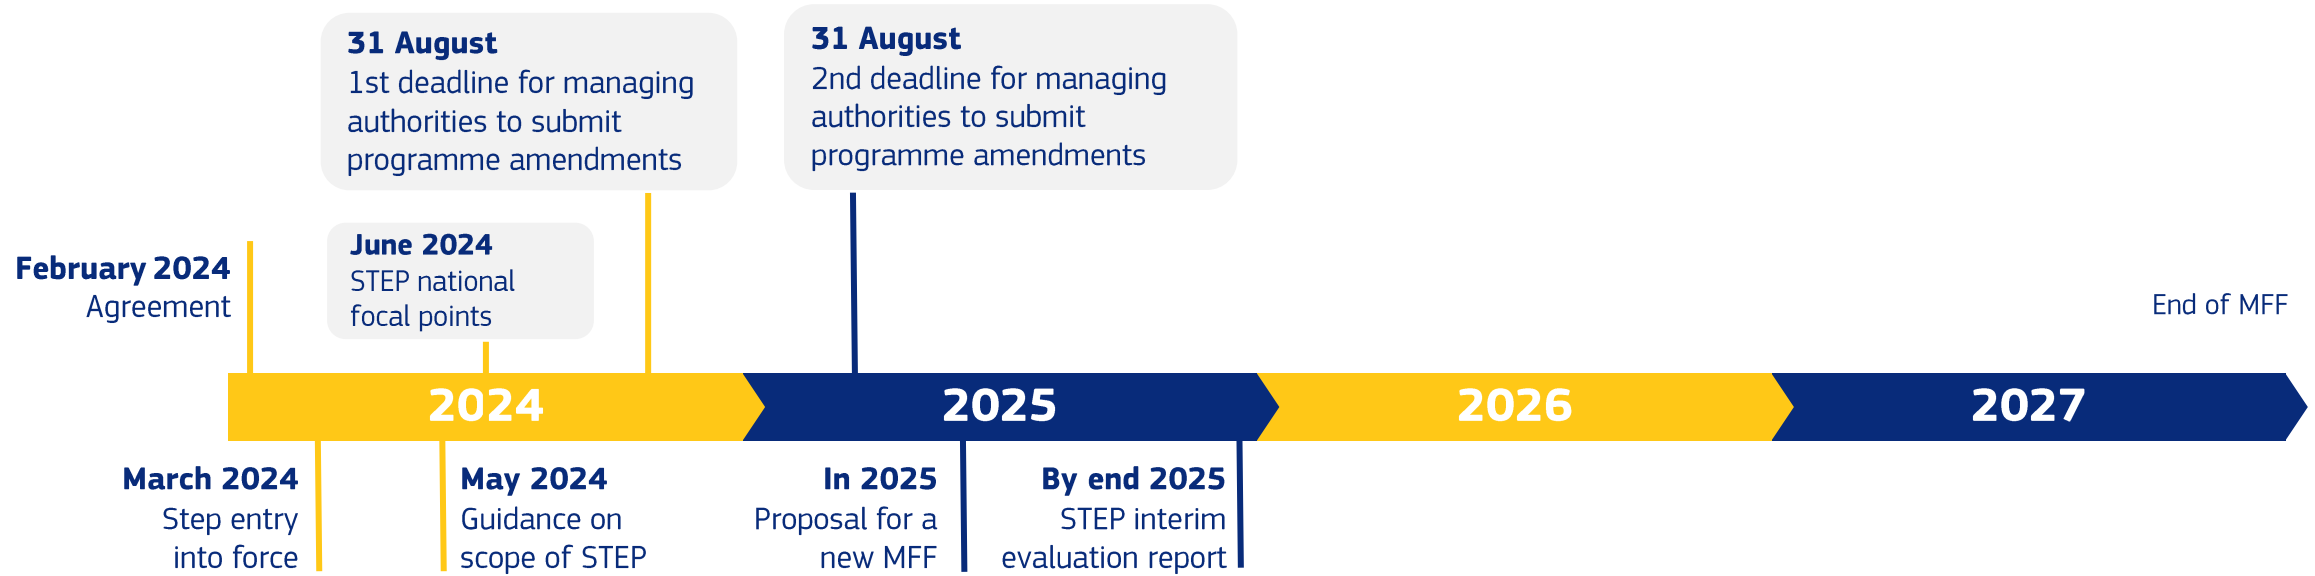 31 August
1st deadline for managing
authorities to submit
programme amendments
31 August
2nd deadline for managing
authorities to submit
programme amendments
February 2024
Agreement
June 2024
STEP national
focal points
End of MFF
2024
2025
2026
2027
March 2024
Step entry
into force
May 2024
Guidance on
scope of STEP
In 2025
Proposal for a
new MFF
By end 2025
STEP interim
evaluation report